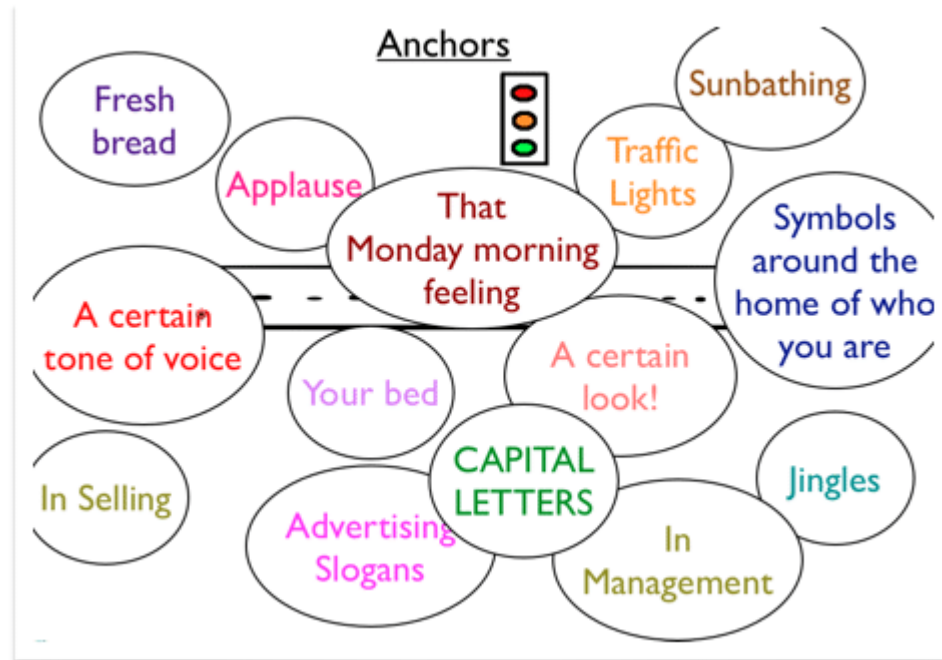 Anchors
Fresh
bread
Applause
That
Monday morning
feeling
Traffic
Lights
Sunbathing
Symbols
around the
home of who
you are
A certain
tone of voice
Your bed
A certain
look!
In Selling
Advertising
Slogans
CAPITAL
LETTERS
In
Management
Jingles